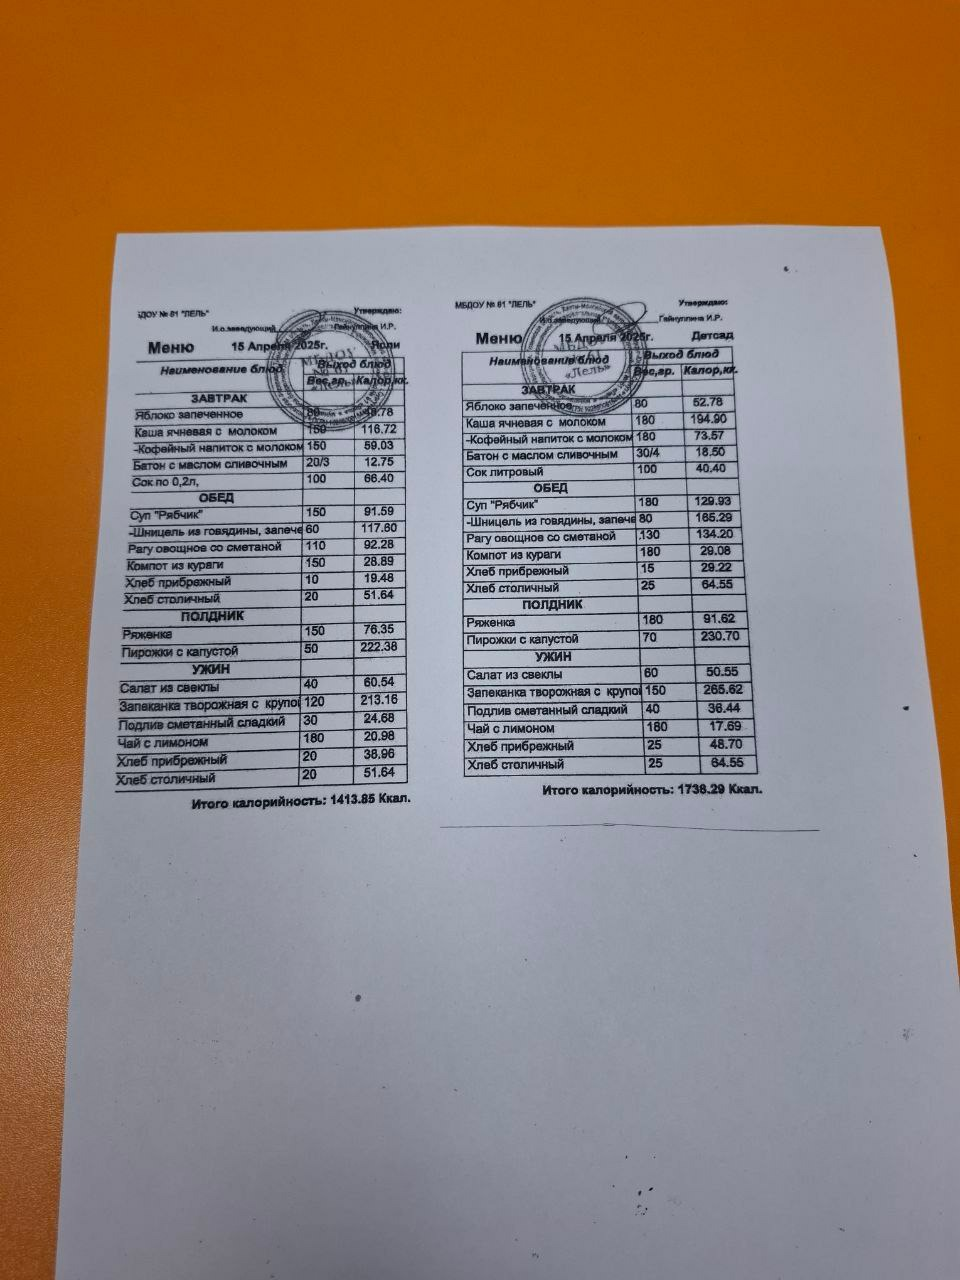 ДОУ № 61 "ЛЕЛЬ"
Утверждаю:
И.о.заведующий Гайнуллина И.Р.
Меню 15 Апреля 2025г. Ясли
Наименование блюд Выход блюд
Вес,гр. Калор,кк.
ЗАВТРАК
Яблоко запеченное 80
Каша ячневая с молоком 150 116.72
-Кофейный напиток с молоком 150 59.03
Батон с маслом сливочным 20/3 12.75
Сок по 0,2л, 100 66.40
ОБЕД
Суп "Рябчик" 150 91.59
-Шницель из говядины, запече 60 117.60
Рагу овощное со сметаной 110 92.28
Компот из кураги 150 28.89
Хлеб прибрежный 10 19.48
Хлеб столичный 20 51.64
ПОЛДНИК
Ряженка 150 76.35
Пирожки с капустой 50 222.38
УЖИН
Салат из свеклы 40 60.54
Запеканка творожная с крупо 120 213.16
Подлив сметанный сладкий 30 24.68
Чай с лимоном 180 20.98
Хлеб прибрежный 20 38.96
Хлеб столичный 20 51.64
Итого калорийность: 1413.85 Ккал.
МБДОУ № 61 "ЛЕЛЬ"
Утверждаю:
И.о.заведующий Гайнуллина И.Р.
Меню 15 Апреля 2025г. Детсад
Наименование блюд Выход блюд
Вес,гр. Калор,кк.
ЗАВТРАК
Яблоко запеченное 80 52.78
Каша ячневая с молоком 180 194.90
-Кофейный напиток с молоком 180 73.57
Батон с маслом сливочным 30/4 18.50
Сок литровый 100 40.40
ОБЕД
Суп "Рябчик" 180 129.93
-Шницель из говядины, запече 80 165.29
Рагу овощное со сметаной 130 134.20
Компот из кураги 180 29.08
Хлеб прибрежный 15 29.22
Хлеб столичный 25 64.55
ПОЛДНИК
Ряженка 180 91.62
Пирожки с капустой 70 230.70
УЖИН
Салат из свеклы 60 50.55
Запеканка творожная с крупо 150 265.62
Подлив сметанный сладкий 40 36.44
Чай с лимоном 180 17.69
Хлеб прибрежный 25 48.70
Хлеб столичный 25 64.55
Итого калорийность: 1738.29 Ккал.
МБДОУ
№ 61
«Лель»